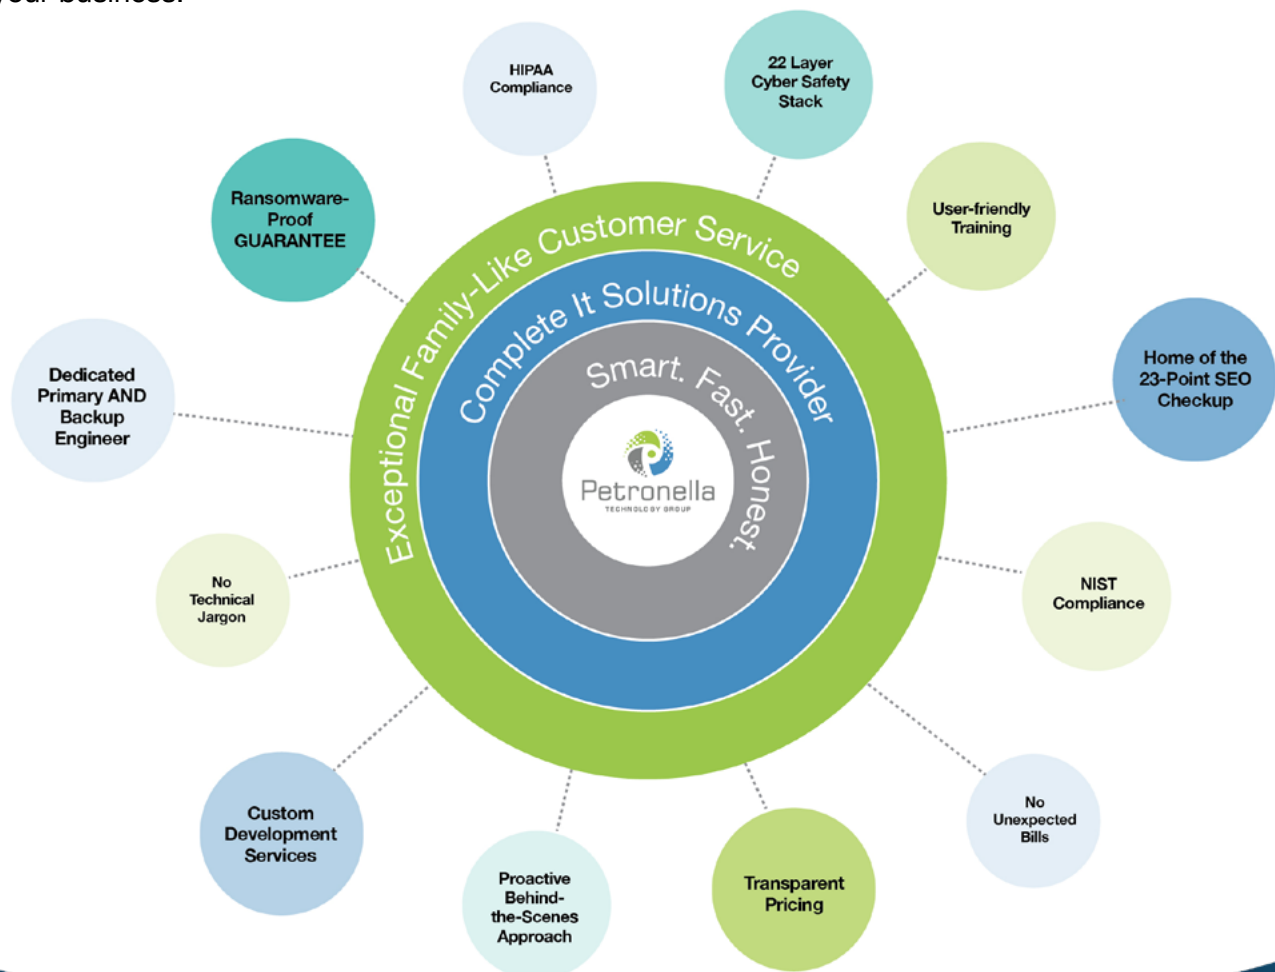 your business.
HIPAA
Compliance
22 Layer
Cyber Safety
Stack
Ransomware-
Proof
GUARANTEE
User-friendly
Training
Exceptional Family-Like Customer Service
Complete It Solutions Provider
Smart. Fast. Honest.
Petronella
TECHNOLOGY GROUP
Dedicated
Primary AND
Backup
Engineer
Home of the
23-Point SEO
Checkup
No
Technical
Jargon
NIST
Compliance
Custom
Development
Services
Proactive
Behind-
the-Scenes
Approach
Transparent
Pricing
No
Unexpected
Bills